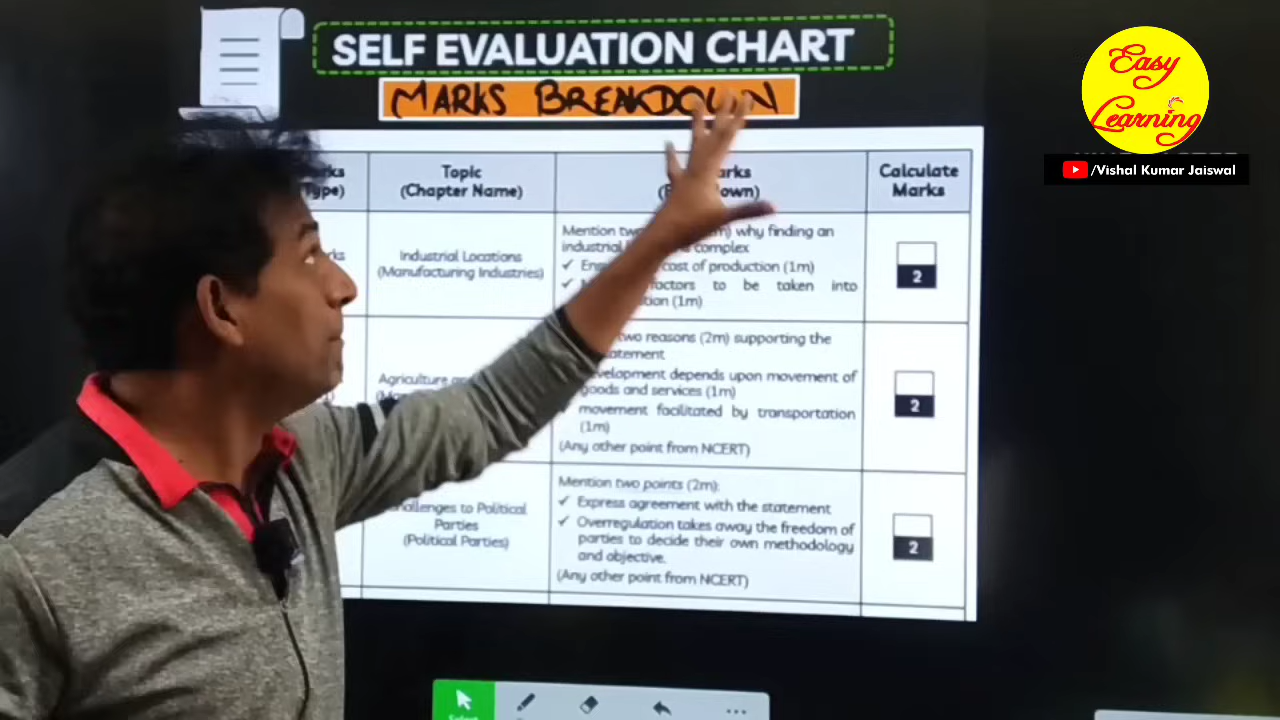 SELF EVALUATION CHART
MARKS BREAKDOWN
Easy
Learning
/Vishal Kumar Jaiswal
Type)
Topic
(Chapter Name)
Calculate
Marks
Industrial Locations
(Manufacturing Industries)
Mention why finding an
industrial complex
cost of production (1m)
factors to be taken into
(1m)
2
Agriculture
two reasons (2m) supporting the
depends upon movement of
goods and services (1m)
movement facilitated by transportation
(1m)
(Any other point from NCERT)
2
to Political
Parties
(Political Parties)
Mention two points (2m):
✓ Express agreement with the statement
✓ Overregulation takes away the freedom of
parties to decide their own methodology
and objective.
(Any other point from NCERT)
2